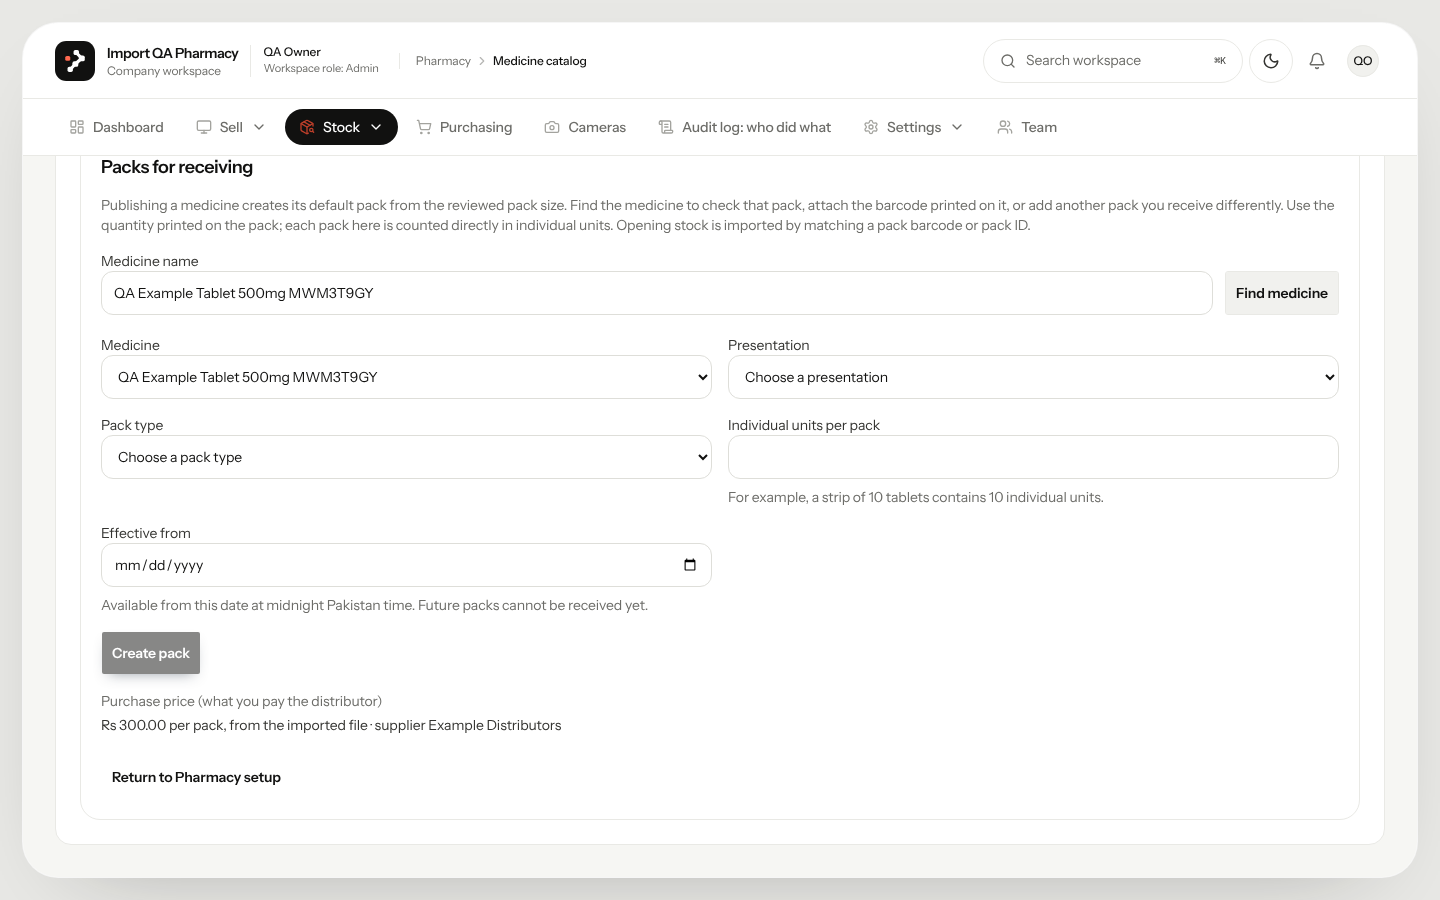 Import QA Pharmacy
Company workspace
QA Owner
Workspace role: Admin
Pharmacy
Medicine catalog
Search workspace
⌘K
QO
Dashboard
Sell
Stock
Purchasing
Cameras
Audit log: who did what
Settings
Team
Packs for receiving
Publishing a medicine creates its default pack from the reviewed pack size. Find the medicine to check that pack, attach the barcode printed on it, or add another pack you receive differently. Use the
quantity printed on the pack; each pack here is counted directly in individual units. Opening stock is imported by matching a pack barcode or pack ID.
Medicine name
QA Example Tablet 500mg MWM3T9GY
Find medicine
Medicine
Presentation
QA Example Tablet 500mg MWM3T9GY
Choose a presentation
Pack type
Individual units per pack
Choose a pack type
For example, a strip of 10 tablets contains 10 individual units.
Effective from
mm/dd/yyyy
Available from this date at midnight Pakistan time. Future packs cannot be received yet.
Create pack
Purchase price (what you pay the distributor)
Rs 300.00 per pack, from the imported file · supplier Example Distributors
Return to Pharmacy setup